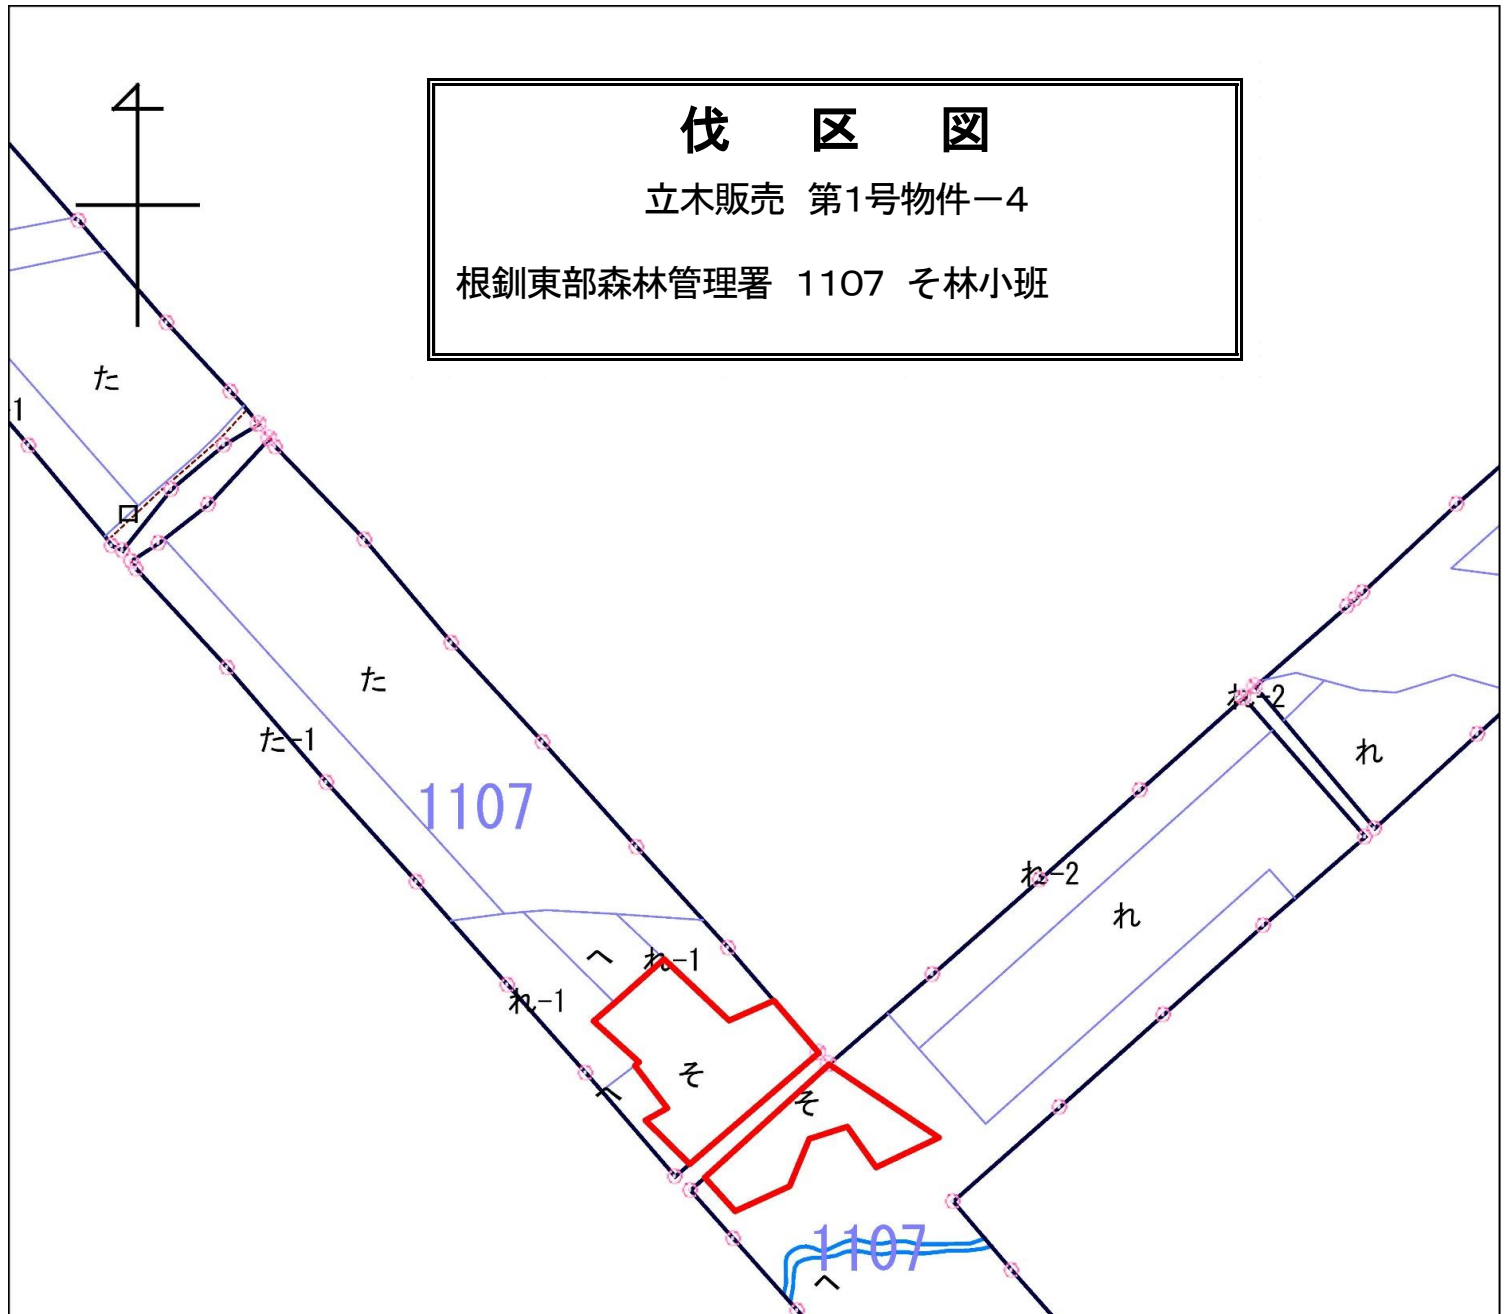 伐 区 図
立木販売 第1号物件－4
根釧東部森林管理署 1107 そ林小班
た
-1
ロ
た
れ-2
た-1
れ
1107
れ-2
れ
へ
れ-1
れ-1
そ
へ
そ
1107
へ